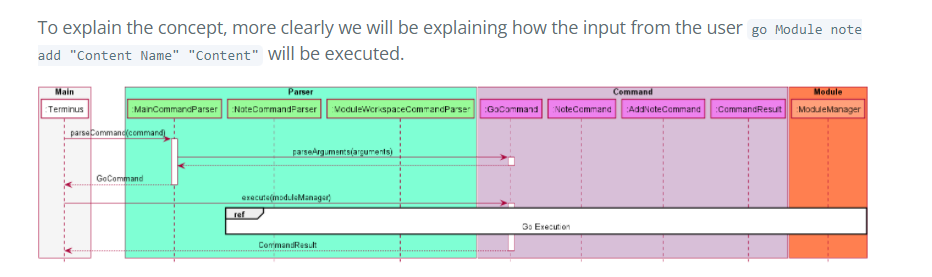 To explain the concept, more clearly we will be explaining how the input from the user go Module note
add "Content Name" "Content" will be executed.
Main Parser Command Module
:Terminus :MainCommandParser :NoteCommandParser :ModuleWorkspaceCommandParser :GoCommand :NoteCommand :AddNoteCommand :CommandResult ModuleManager
parseCommand(command)
parseArguments(arguments)
GoCommand
execute(moduleManager)
ref
Go Execution
CommandResult